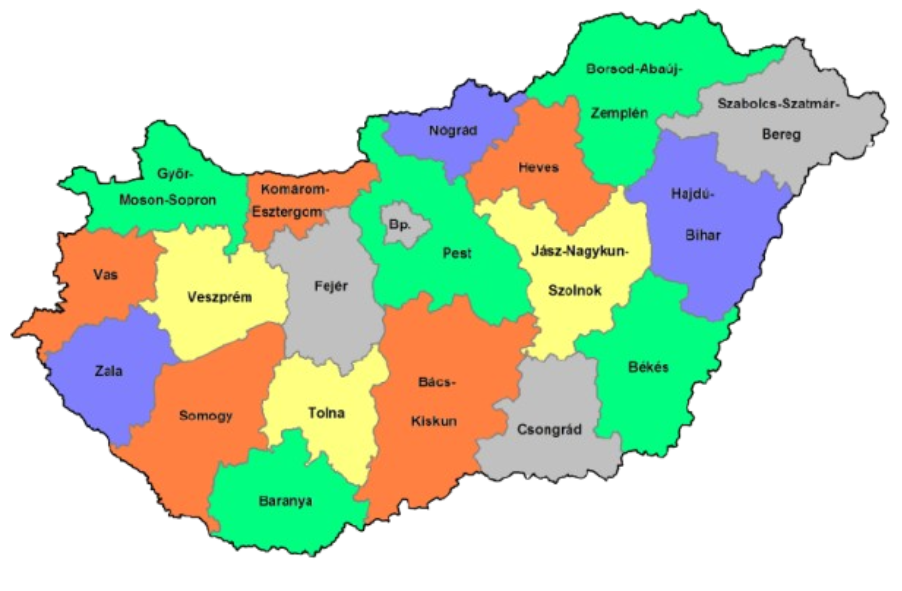 Borsod-Abaúj-
Zemplén
Szabolcs-Szatmár-
Bereg
Nógrád
Heves
Győr-
Moson-Sopron
Komárom-
Esztergom
Hajdú-
Bihar
Bp.
Pest
Jász-Nagykun-
Szolnok
Vas
Veszprém
Fejér
Zala
Somogy
Tolna
Bács-
Kiskun
Békés
Csongrád
Baranya